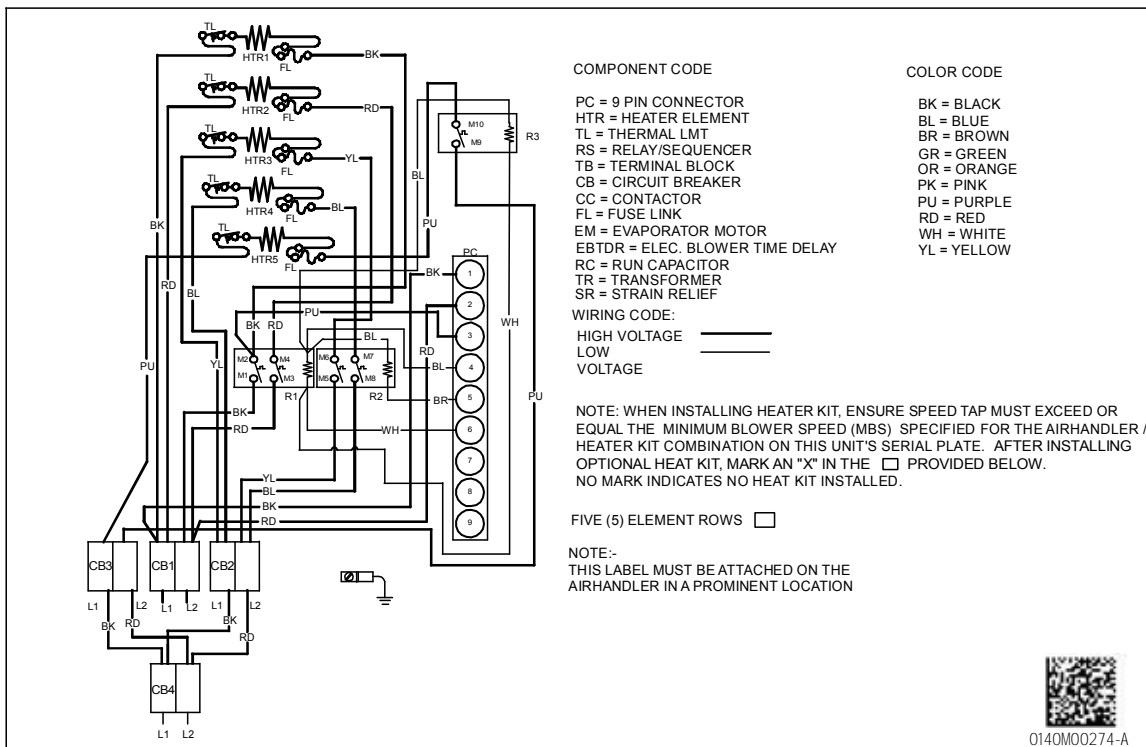 TL
HTR1
FL
BK
TL
HTR2
FL
RD
TL
HTR3
FL
YL
TL
HTR4
FL
BL
TL
HTR5
FL
M10
M9
R3
BL
PU
BK
RD
BL
PU
YL
BK
RD
PU
BL
RD
WH
PU
PC
BK
1
2
3
4
5
6
7
8
9
M2
M4
M1
M3
R1
M6
M7
M5
M8
R2
BL
BR
WH
BK
RD
YL
BL
BK
RD
CB3
CB1
CB2
L1
L2
L1
L2
L1
L2
BK
RD
BK
RD
CB4
L1
L2
COMPONENT CODE
PC = 9 PIN CONNECTOR
HTR = HEATER ELEMENT
TL = THERMAL LMT
RS = RELAY/SEQUENCER
TB = TERMINAL BLOCK
CB = CIRCUIT BREAKER
CC = CONTACTOR
FL = FUSE LINK
EM = EVAPORATOR MOTOR
EBTDR = ELEC. BLOWER TIME DELAY
RC = RUN CAPACITOR
TR = TRANSFORMER
SR = STRAIN RELIEF
WIRING CODE:
HIGH VOLTAGE
LOW
VOLTAGE
COLOR CODE
BK = BLACK
BL = BLUE
BR = BROWN
GR = GREEN
OR = ORANGE
PK = PINK
PU = PURPLE
RD = RED
WH = WHITE
YL = YELLOW
NOTE: WHEN INSTALLING HEATER KIT, ENSURE SPEED TAP MUST EXCEED OR
EQUAL THE MINIMUM BLOWER SPEED (MBS) SPECIFIED FOR THE AIRHANDLER /
HEATER KIT COMBINATION ON THIS UNIT'S SERIAL PLATE. AFTER INSTALLING
OPTIONAL HEAT KIT, MARK AN "X" IN THE PROVIDED BELOW.
NO MARK INDICATES NO HEAT KIT INSTALLED.
FIVE (5) ELEMENT ROWS
NOTE:-
THIS LABEL MUST BE ATTACHED ON THE
AIRHANDLER IN A PROMINENT LOCATION
0140M00274-A